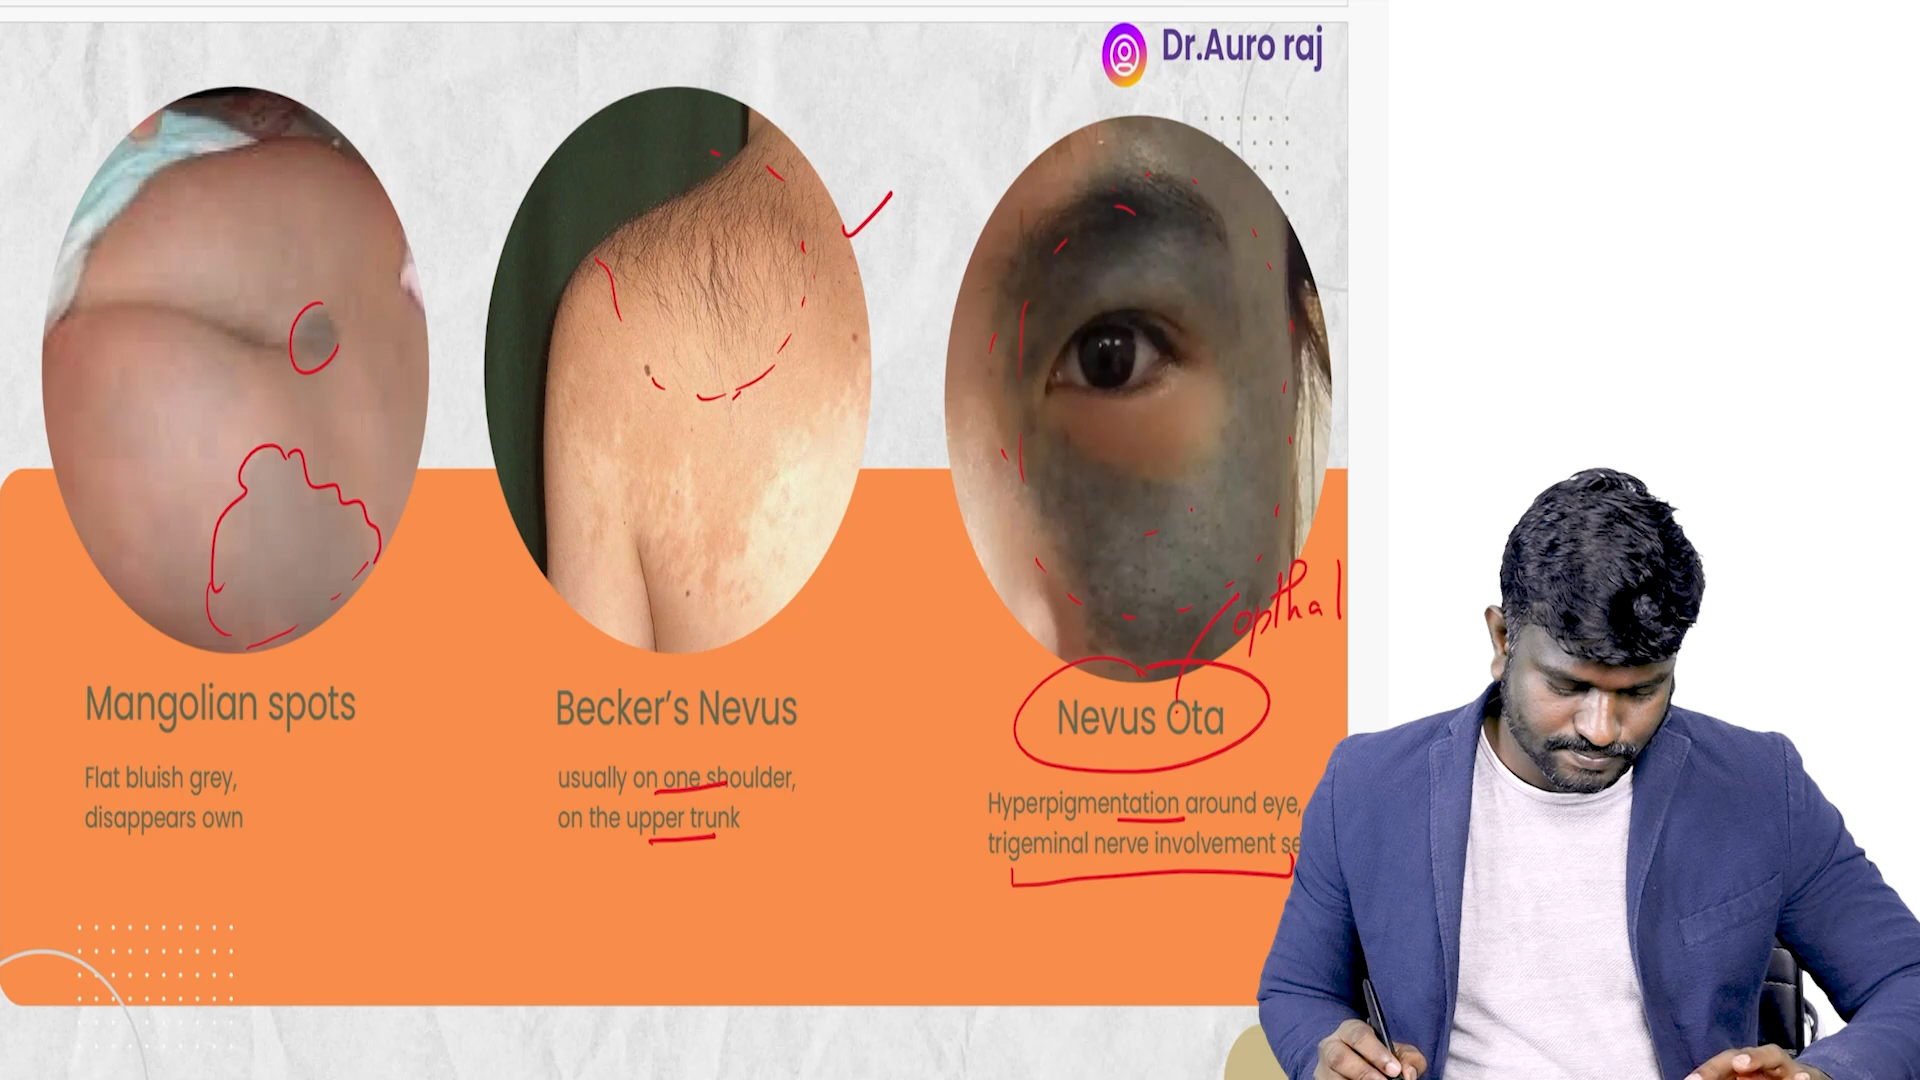 Dr.Auro raj
opthal
Mangolian spots
Becker's Nevus
Nevus Ota
Flat bluish grey,
disappears own
usually on one shoulder,
on the upper trunk
Hyperpigmentation around eye,
trigeminal nerve involvement se